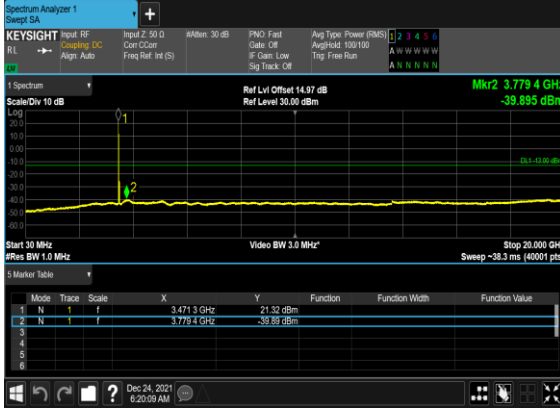 Spectrum Analyzer 1
Swept SA
+
KEYSIGHT Input: RF Input Z: 50 Ω #Atten: 30 dB PNO: Fast Avg Type: Power (RMS) 1 2 3 4 5 6
RL Coupling: DC Corr CCorr Gate: Off Avg|Hold: 100/100 A W W W W W
Align: Auto Freq Ref: Int (S) IF Gain: Low Trig: Free Run
Sig Track: Off A N N N N N
1 Spectrum Ref Lvl Offset 14.97 dB Mkr2 3.779 4 GHz
Scale/Div 10 dB Ref Level 30.00 dBm -39.895 dBm
Log
20.0
1
10.0
0.00
-10.0
DL1 -13.00 dBm
-20.0
-30.0
2
-40.0
-50.0
-60.0
Start 30 MHz Video BW 3.0 MHz* Stop 20.000 GHz
#Res BW 1.0 MHz Sweep ~38.3 ms (40001 pts)
5 Marker Table
Mode Trace Scale X Y Function Function Width Function Value
1 N 1 f 3.471 3 GHz 21.32 dBm
2 N 1 f 3.779 4 GHz -39.89 dBm
3
4
5
6
? Dec 24, 2021
6:20:09 AM